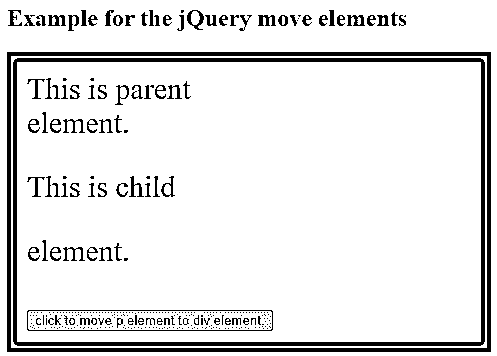 Example for the jQuery move elements
This is parent
element.
This is child
element.
click to move p element to div element.